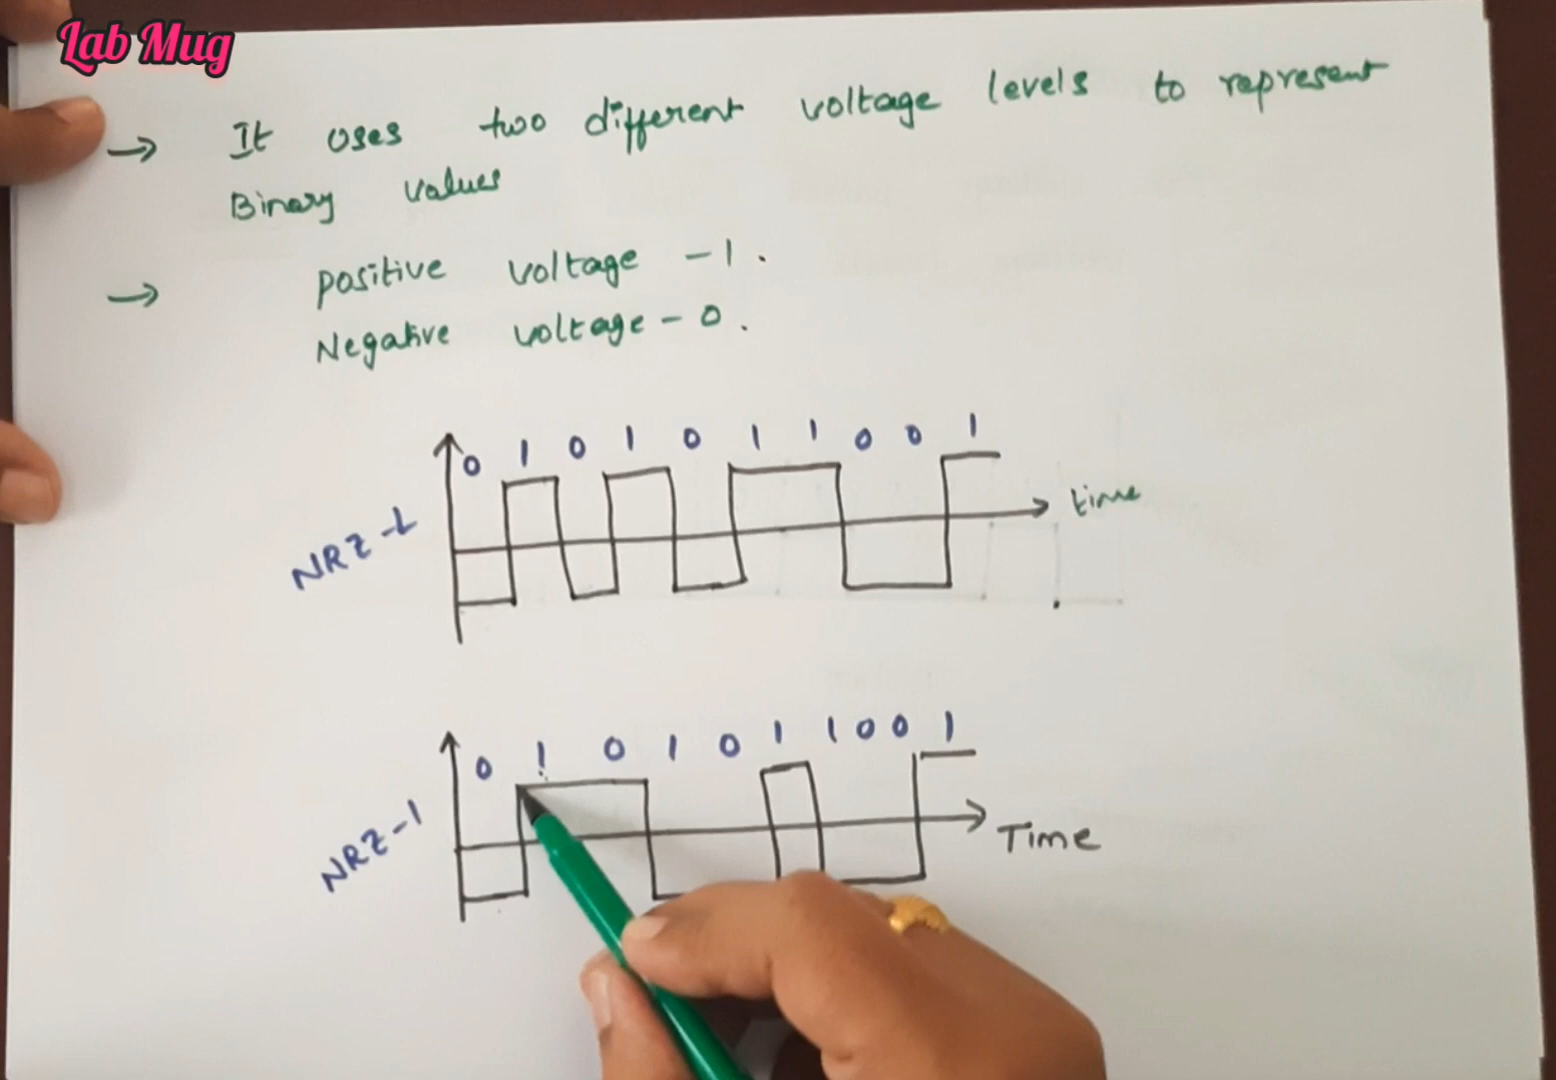 Lab Mug
→ It uses two different voltage levels to represent
Binary values
→ positive voltage - 1.
Negative voltage - 0.
0 1 0 1 0 1 1 0 0 1
NRZ-L
time
0 1 0 1 0 1 1 0 0 1
NRZ-I
Time